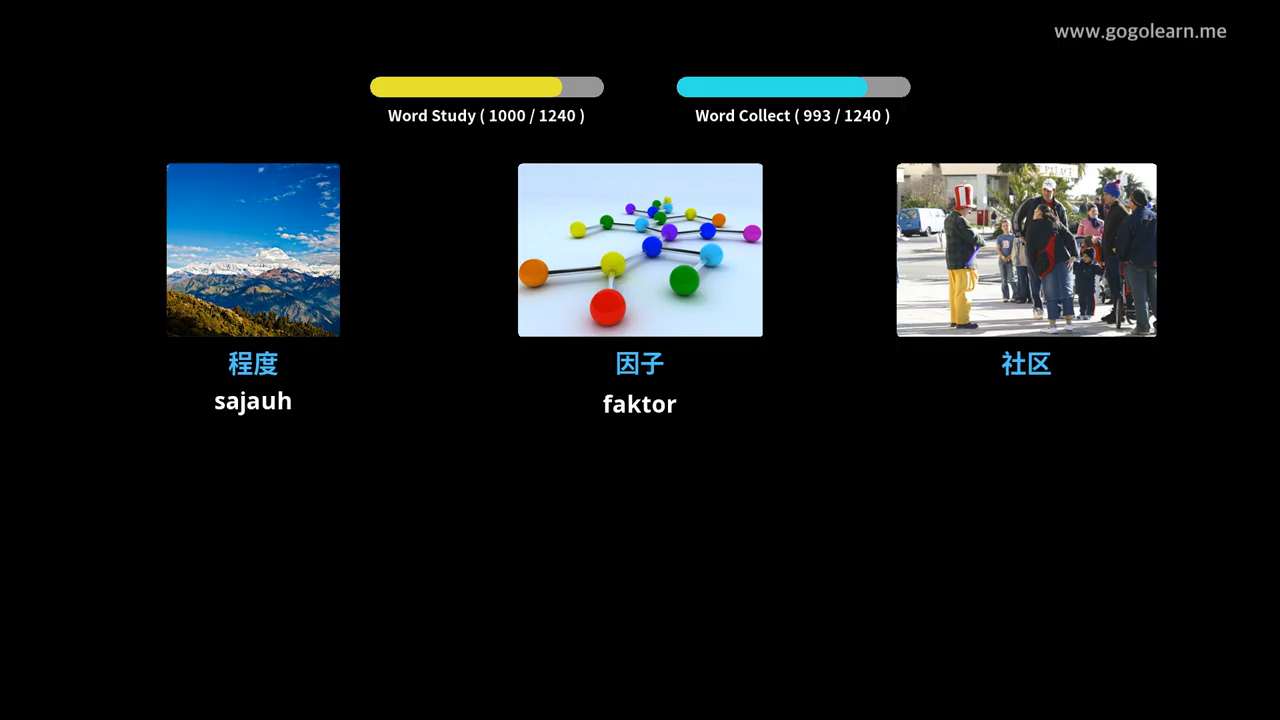 www.gogolearn.me
Word Study ( 1000 / 1240 )
Word Collect ( 993 / 1240 )
程度
因子
社区
sajauh
faktor